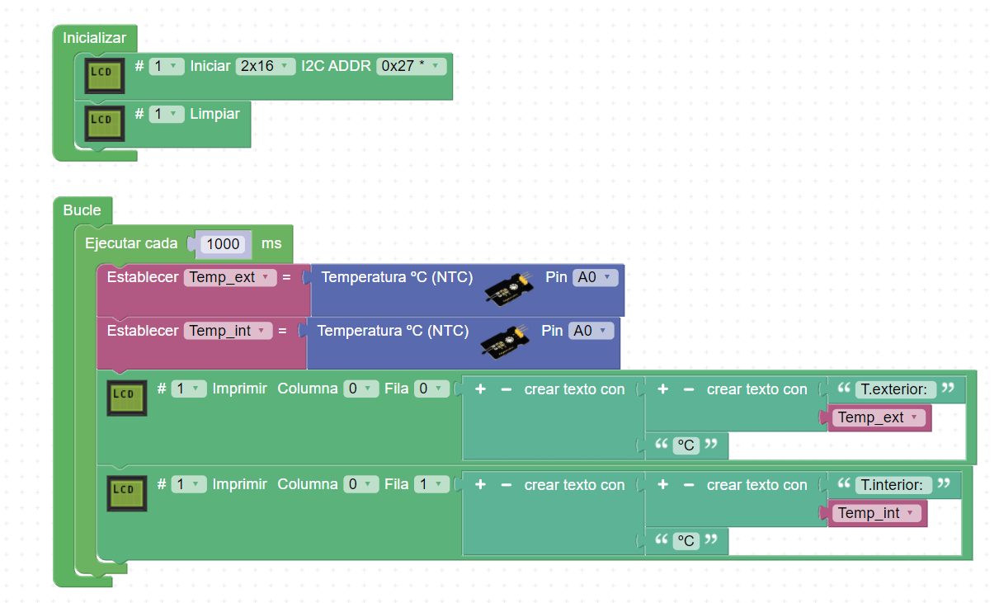 Inicializar
LCD # 1 Iniciar 2x16 I2C ADDR 0x27 *
LCD # 1 Limpiar
Bucle
Ejecutar cada 1000 ms
Establecer Temp_ext = Temperatura ºC (NTC) Pin A0
Establecer Temp_int = Temperatura ºC (NTC) Pin A0
LCD # 1 Imprimir Columna 0 Fila 0 + − crear texto con + − crear texto con “ T.exterior: ”
Temp_ext
“ ºC ”
LCD # 1 Imprimir Columna 0 Fila 1 + − crear texto con + − crear texto con “ T.interior: ”
Temp_int
“ ºC ”